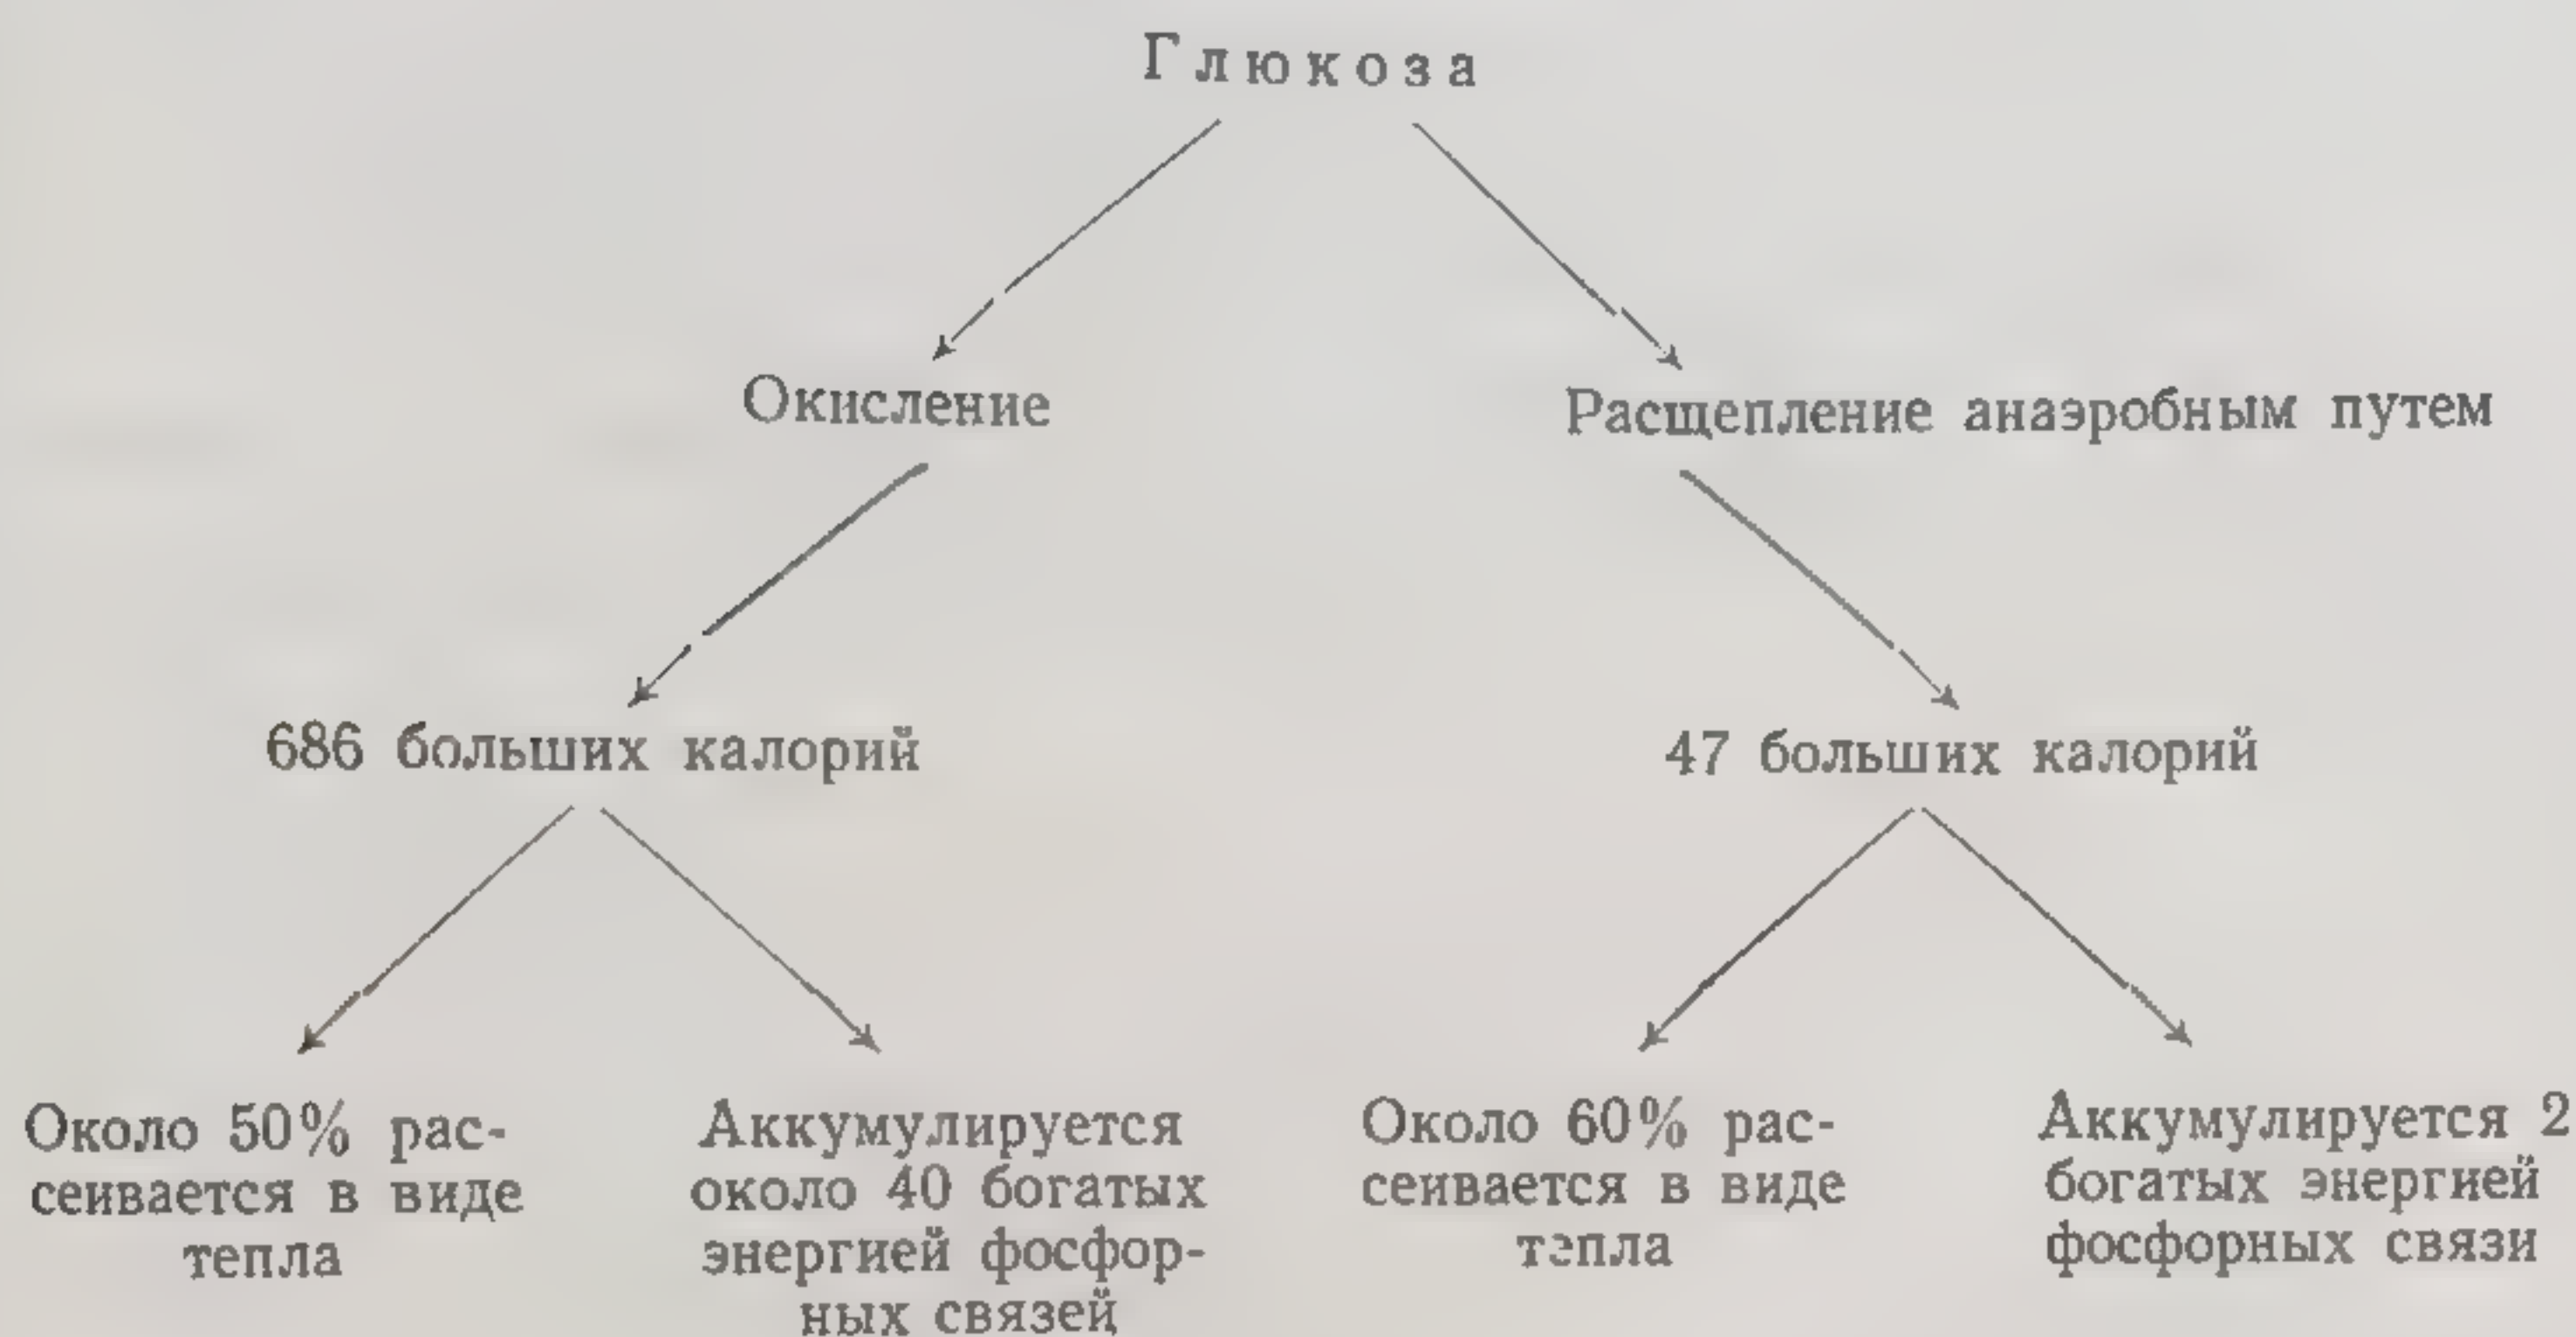 Глюкоза
Окисление
Расщепление анаэробным путем
686 больших калорий
47 больших калорий
Около 50% рас-
сеивается в виде
тепла
Аккумулируется
около 40 богатых
энергией фосфор-
ных связей
Около 60% рас-
сеивается в виде
тепла
Аккумулируется 2
богатых энергией
фосфорных связи